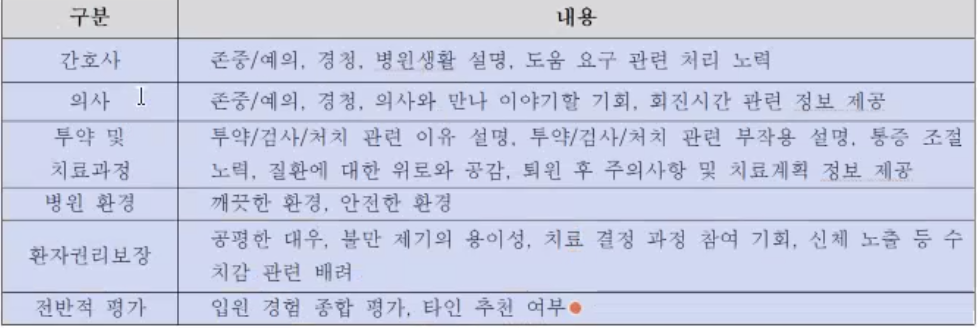 구분 내용
간호사 존중/예의, 경청, 병원생활 설명, 도움 요구 관련 처리 노력
의사 존중/예의, 경청, 의사와 만나 이야기할 기회, 회진시간 관련 정보 제공
투약 및 투약/검사/처치 관련 이유 설명, 투약/검사/처치 관련 부작용 설명, 통증 조절
치료과정 노력, 질환에 대한 위로와 공감, 퇴원 후 주의사항 및 치료계획 정보 제공
병원 환경 깨끗한 환경, 안전한 환경
환자권리보장 공평한 대우, 불만 제기의 용이성, 치료 결정 과정 참여 기회, 신체 노출 등 수
치감 관련 배려
전반적 평가 입원 경험 종합 평가, 타인 추천 여부